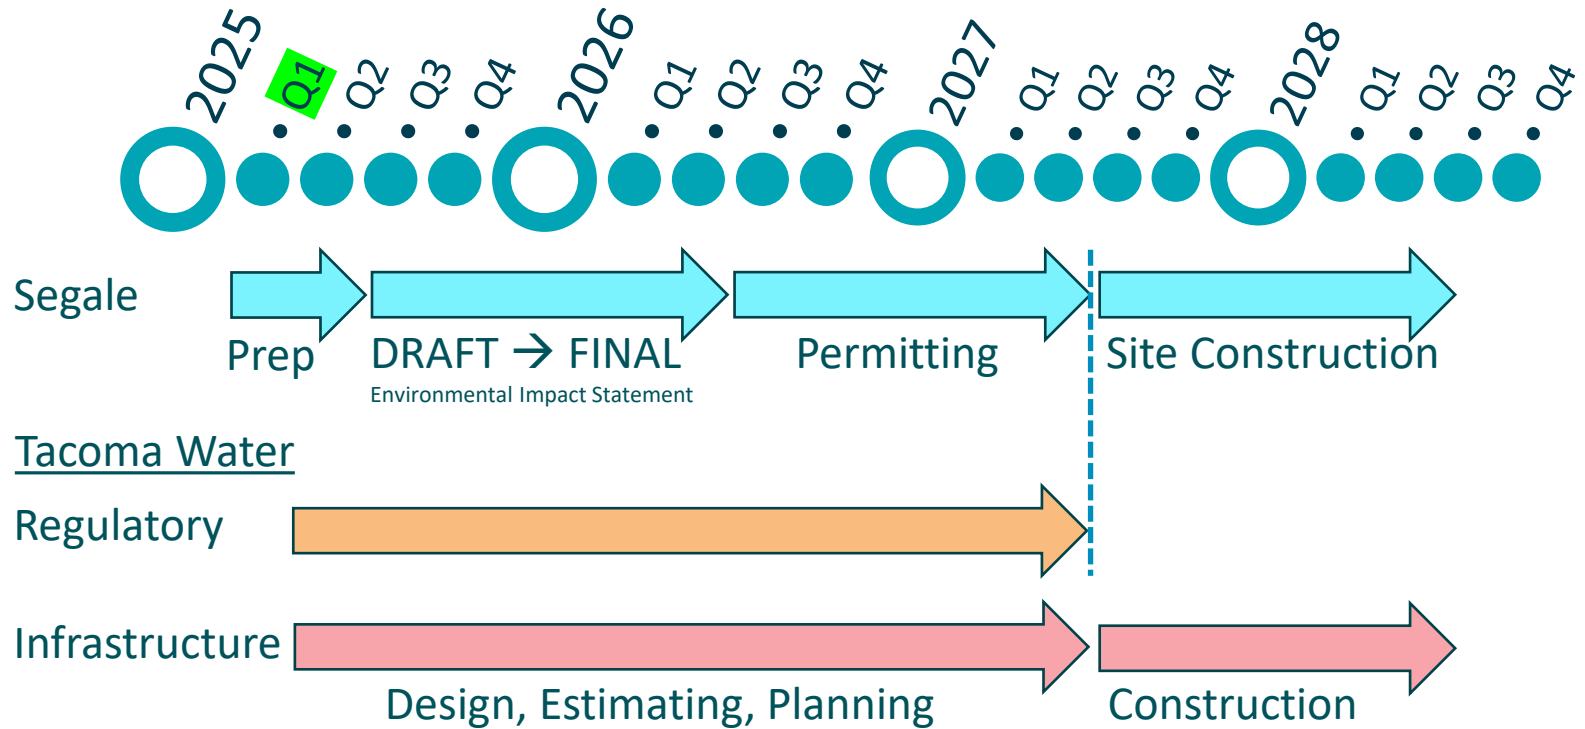 2025 Q1 Q2 Q3 Q4 2026 Q1 Q2 Q3 Q4 2027 Q1 Q2 Q3 Q4 2028 Q1 Q2 Q3 Q4
Segale
Prep
DRAFT → FINAL
Environmental Impact Statement
Permitting
Site Construction
Tacoma Water
Regulatory
Infrastructure
Design, Estimating, Planning
Construction